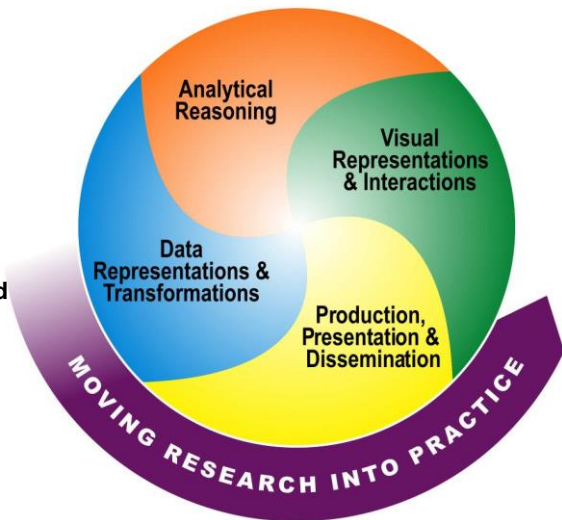 Analytical
Reasoning
Visual
Representations
& Interactions
Data
Representations &
Transformations
Production,
Presentation &
Dissemination
MOVING RESEARCH INTO PRACTICE